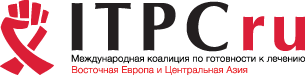 ITPCru
Международная коалиция по готовности к лечению
Восточная Европа и Центральная Азия